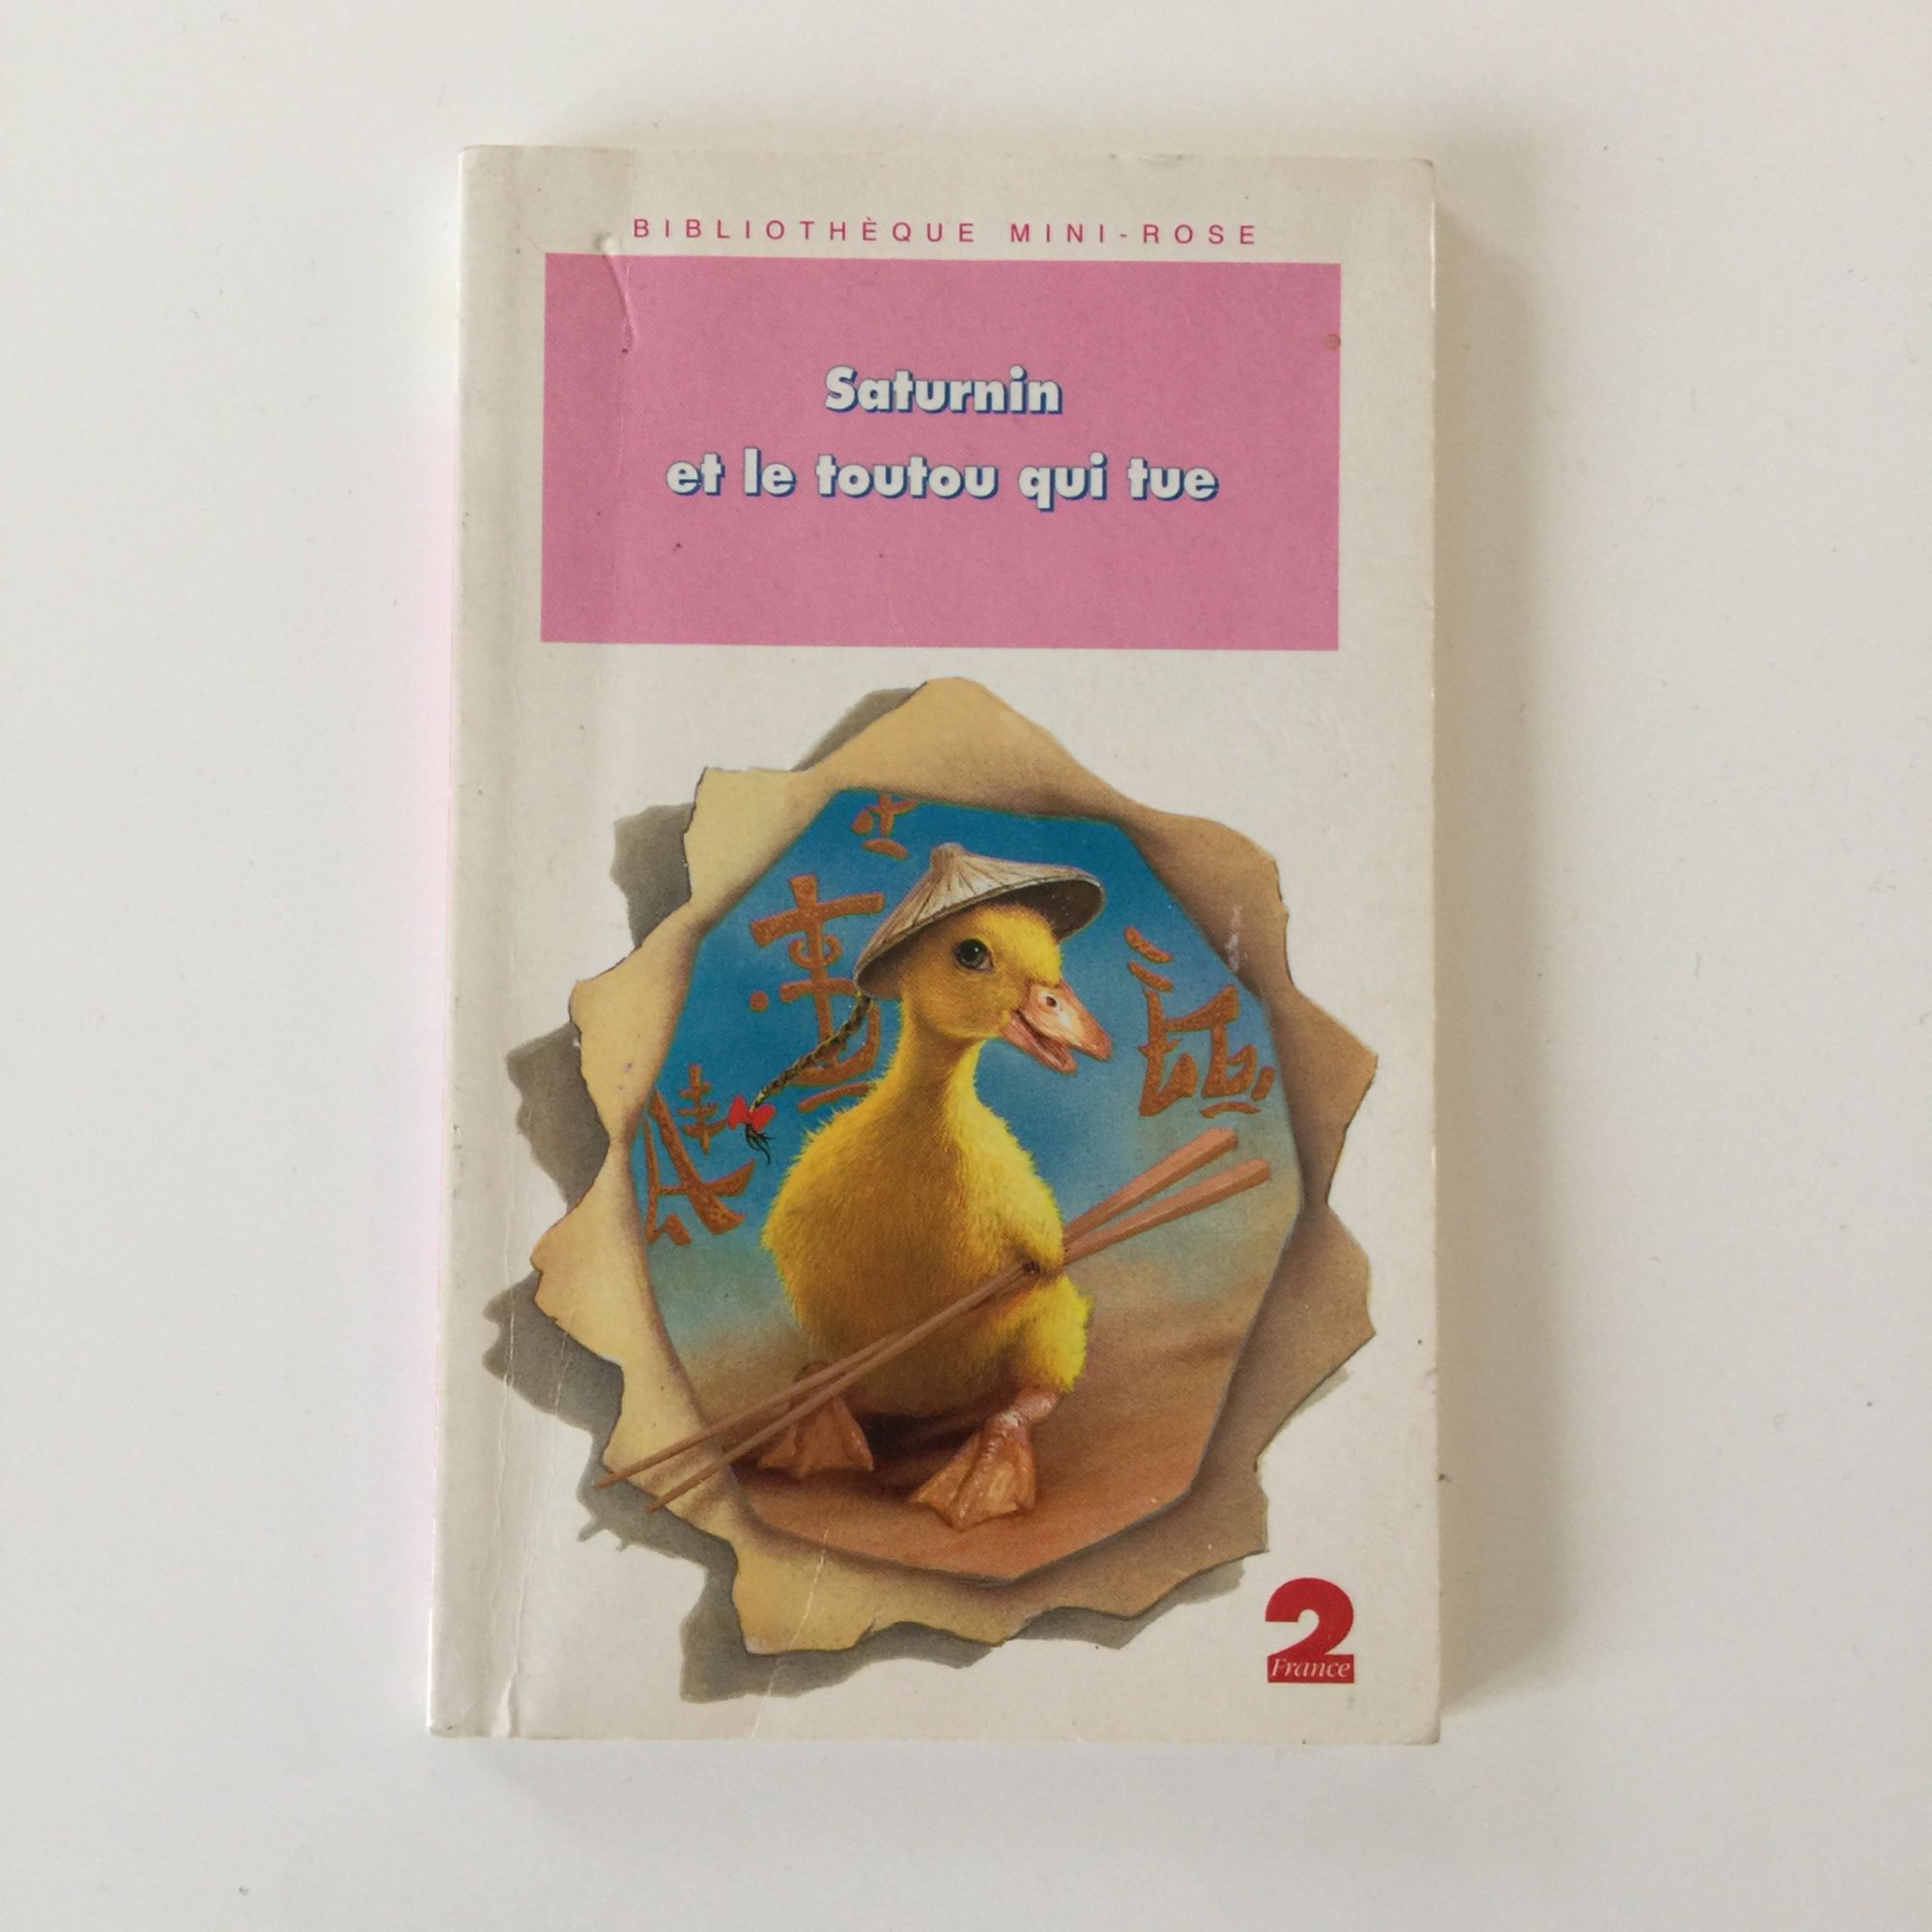 BIBLIOTHÈQUE MINI-ROSE
Saturnin
et le toutou qui tue
2
France